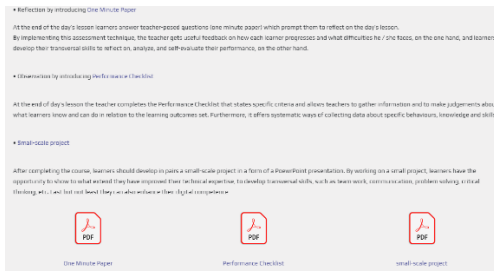 • Reflection by introducing One Minute Paper
At the end of the day's lesson learners answer teacher-posed questions (one minute paper) which prompt them to reflect on the day's lesson.
By implementing this assessment technique, the teacher gets useful feedback on how each learner progresses and what difficulties he / she faces, on the one hand, and learners
develop their transversal skills to reflect on, analyze, and self-evaluate their performance, on the other hand.
• Observation by introducing Performance Checklist
At the end of day's lesson the teacher completes the Performance Checklist that states specific criteria and allows teachers to gather information and to make judgements abou
what learners know and can do in relation to the learning outcomes set. Furthermore, it offers systematic ways of collecting data about specific behaviours, knowledge and skill
• Small-scale project
After completing the course, learners should develop in pairs a small-scale project in a form of a PowerPoint presentation. By working on a small project, learners have the
opportunity to show to what extend they have improved their technical expertise, to develop transversal skills, such as team work, communication, problem solving, critical
thinking, etc. Last but not least they can also enhance their digital competence
PDF PDF PDF
One Minute Paper Performance Checklist small-scale project